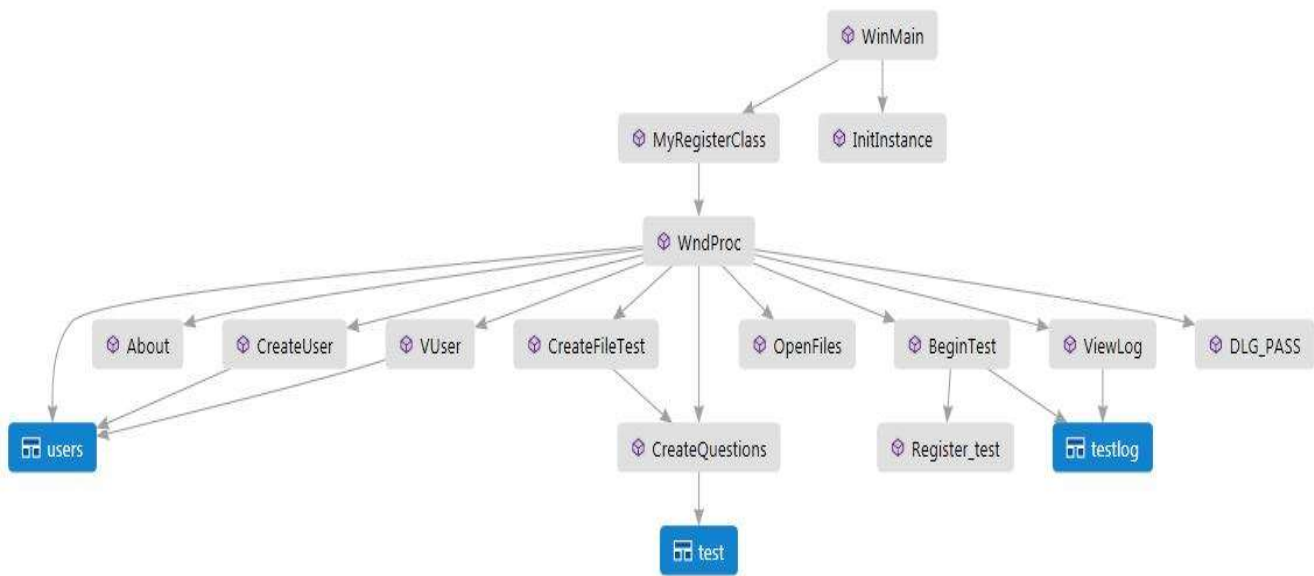 WinMain
MyRegisterClass
InitInstance
WndProc
About
CreateUser
VUser
CreateFileTest
OpenFiles
BeginTest
ViewLog
DLG_PASS
users
CreateQuestions
Register_test
testlog
test